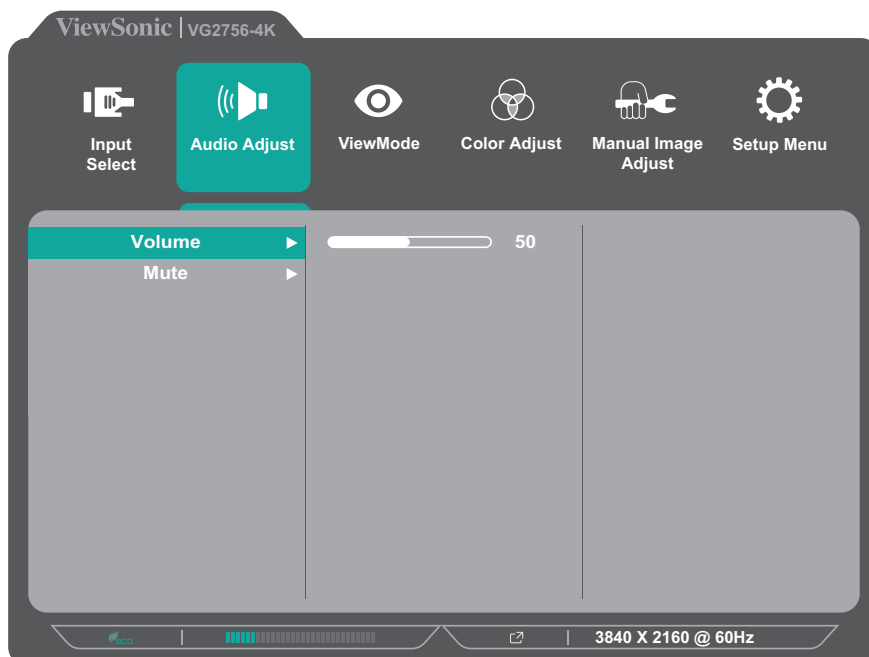 ViewSonic | VG2756-4K
Input Select
Audio Adjust
ViewMode
Color Adjust
Manual Image Adjust
Setup Menu
Volume 50
Mute
eco
3840 X 2160 @ 60Hz